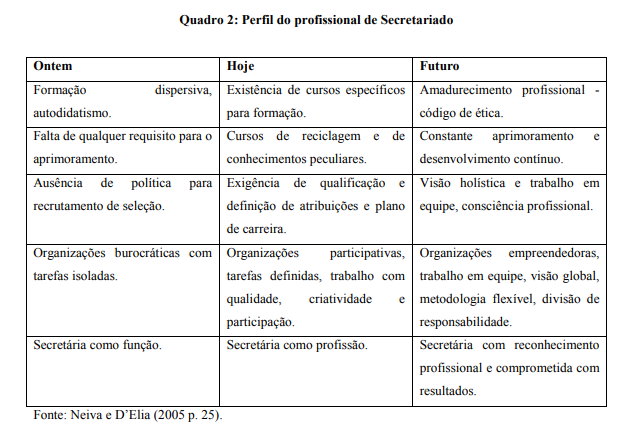 Quadro 2: Perfil do profissional de Secretariado
Ontem Hoje Futuro
Formação dispersiva, autodidatismo.
Existência de cursos específicos para formação.
Amadurecimento profissional - código de ética.
Falta de qualquer requisito para o aprimoramento.
Cursos de reciclagem e de conhecimentos peculiares.
Constante aprimoramento e desenvolvimento contínuo.
Ausência de política para recrutamento de seleção.
Exigência de qualificação e definição de atribuições e plano de carreira.
Visão holística e trabalho em equipe, consciência profissional.
Organizações burocráticas com tarefas isoladas.
Organizações participativas, tarefas definidas, trabalho com qualidade, criatividade e participação.
Organizações empreendedoras, trabalho em equipe, visão global, metodologia flexível, divisão de responsabilidade.
Secretária como função.
Secretária como profissão.
Secretária com reconhecimento profissional e comprometida com resultados.
Fonte: Neiva e D’Elia (2005 p. 25).